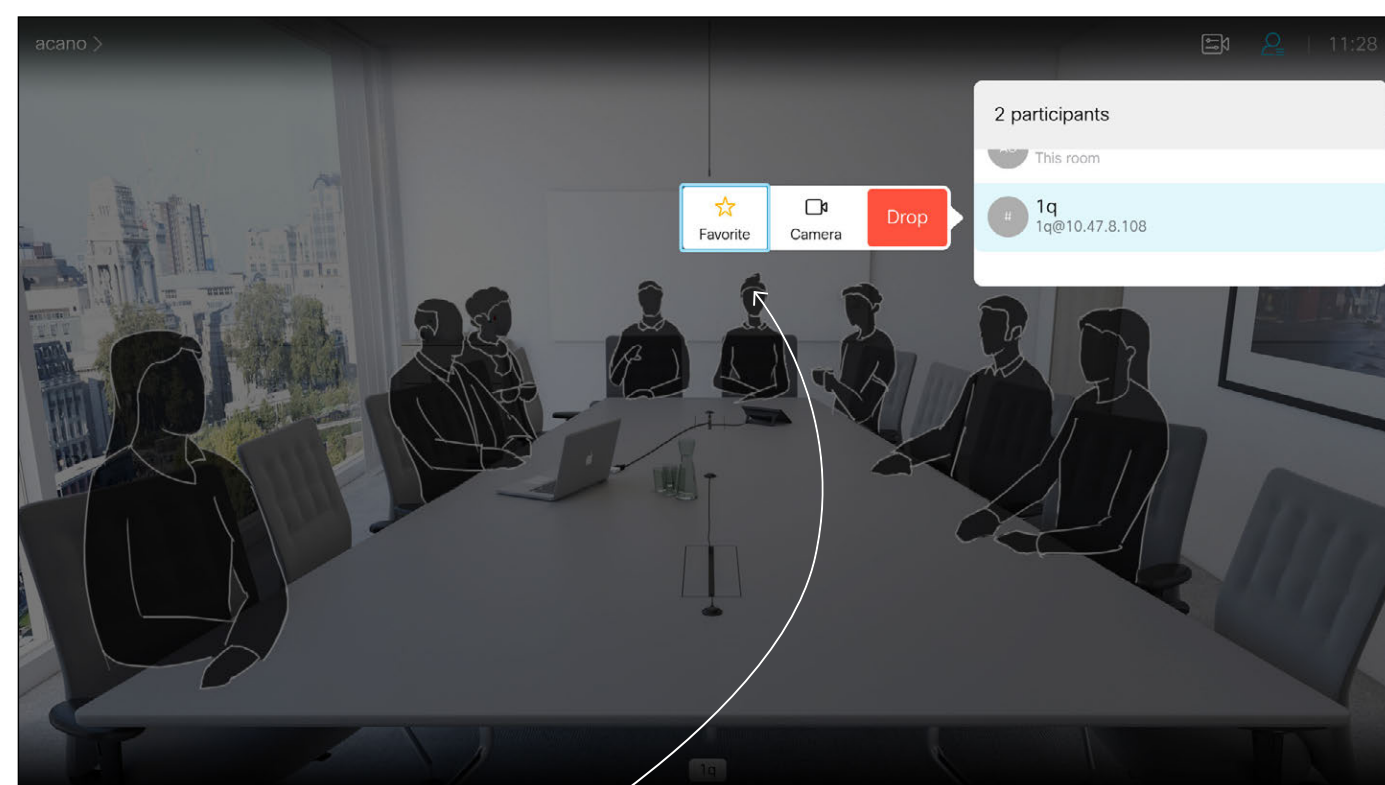 acano
11:28
2 participants
This room
1q
1q@10.47.8.108
#
Favorite
Camera
Drop
1q